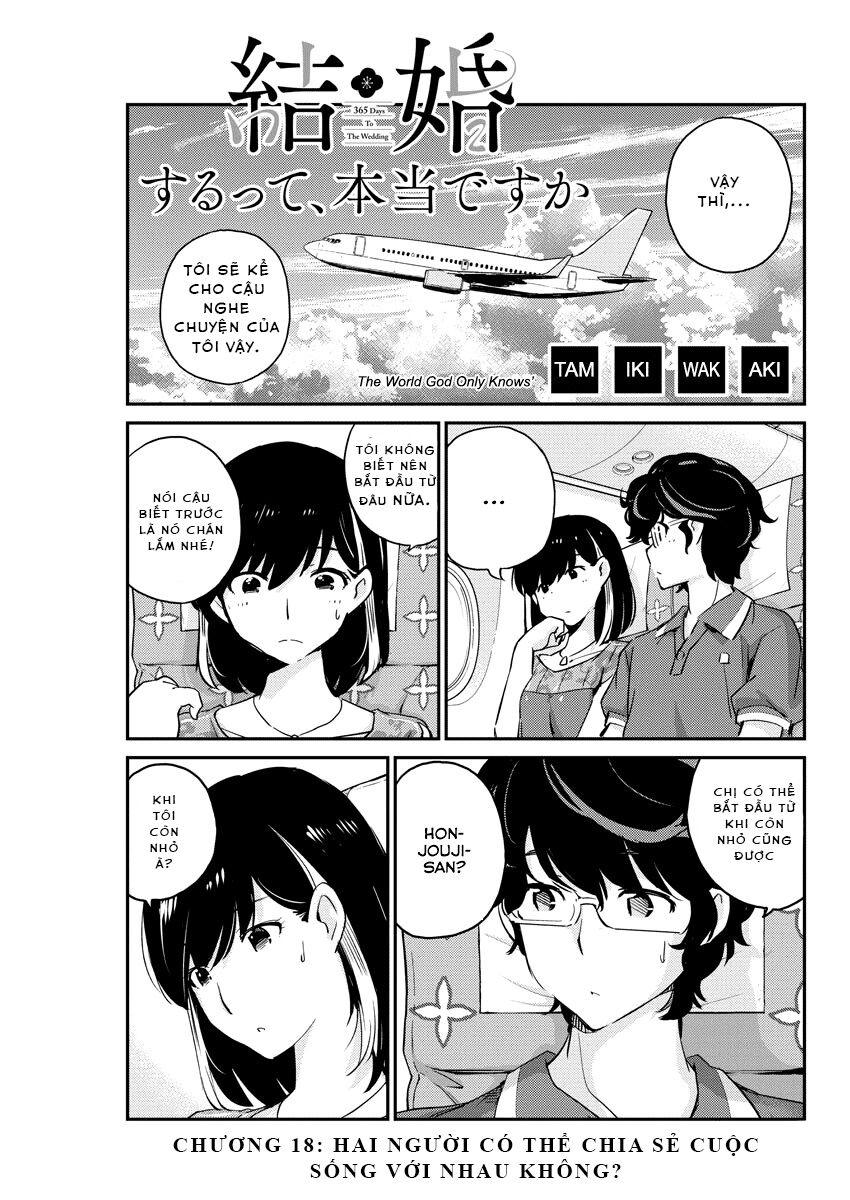 結婚
365 Days
To
The Wedding
するって、本当ですか
VẬY
THÌ,...
TÔI SẼ KỂ
CHO CẬU
NGHE
CHUYỆN CỦA
TÔI VẬY.
The World God Only Knows'
TAM IKI WAK AKI
...
TÔI KHÔNG
BIẾT NÊN
BẮT ĐẦU TỪ
ĐÂU NỮA.
NÓI CẬU
BIẾT TRƯỚC
LÀ NÓ CHÁN
LẮM NHÉ!
CHỊ CÓ THỂ
BẮT ĐẦU TỪ
KHI CÒN
NHỎ CŨNG
ĐƯỢC
HON-
JOUJI-
SAN?
KHI
TÔI
CÒN
NHỎ
À?
CHƯƠNG 18: HAI NGƯỜI CÓ THỂ CHIA SẺ CUỘC
SỐNG VỚI NHAU KHÔNG?